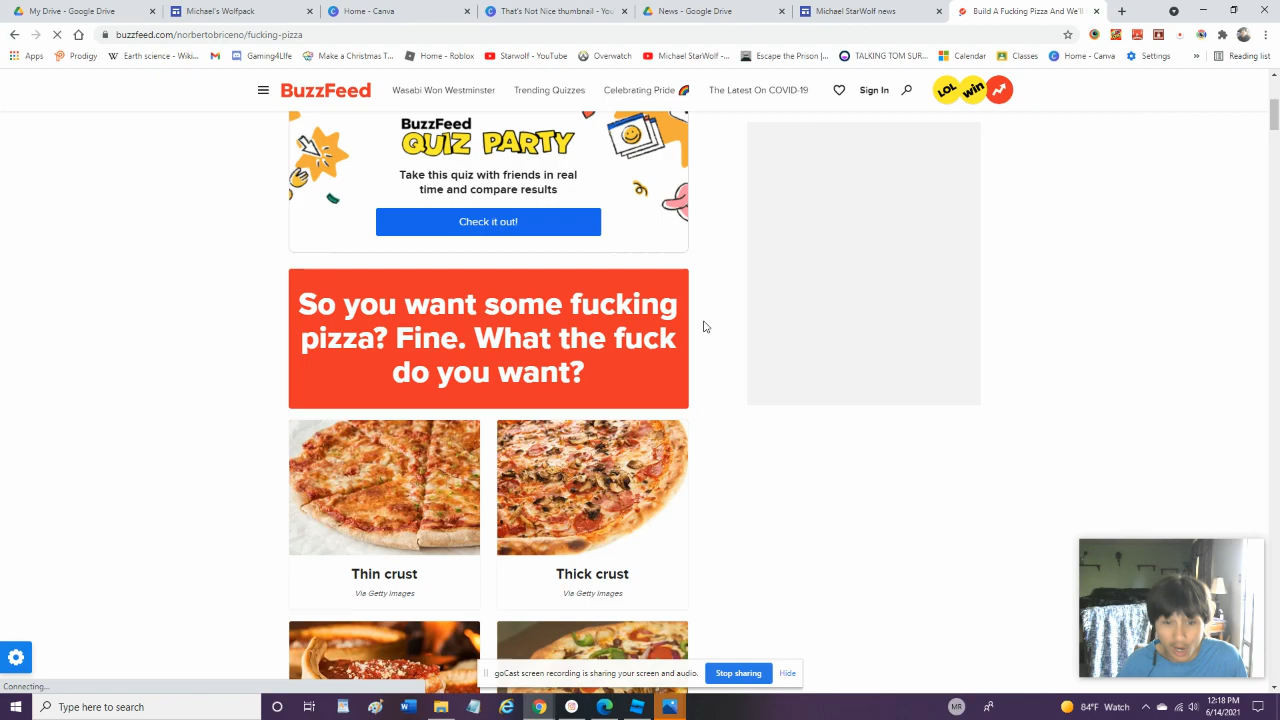 My Drive - Google Drive
Michael's Wolfpack
Home - Canva
Test - That's Nonsense: You
News - Google Drive
Michael StarWolf news
Build A Fucking Pizza And We'll
buzzfeed.com/norbertobriceno/fucking-pizza
Apps
Prodigy
Earth science - Wiki...
Gaming4Life
Make a Christmas T...
Home - Roblox
Starwolf - YouTube
Overwatch
Michael StarWolf -...
Escape the Prison |...
TALKING TOM SUR...
Calendar
Classes
Home - Canva
Settings
»
Reading list
BuzzFeed
Wasabi Won Westminster
Trending Quizzes
Celebrating Pride 🌈
The Latest On COVID-19
Sign In
LOL
win
BuzzFeed
QUIZ PARTY
Take this quiz with friends in real
time and compare results
Check it out!
So you want some fucking
pizza? Fine. What the fuck
do you want?
Thin crust
Via Getty Images
Thick crust
Via Getty Images
goCast screen recording is sharing your screen and audio.
Stop sharing
Hide
Connecting...
Type here to search
MR
84°F Watch
12:18 PM
6/14/2021